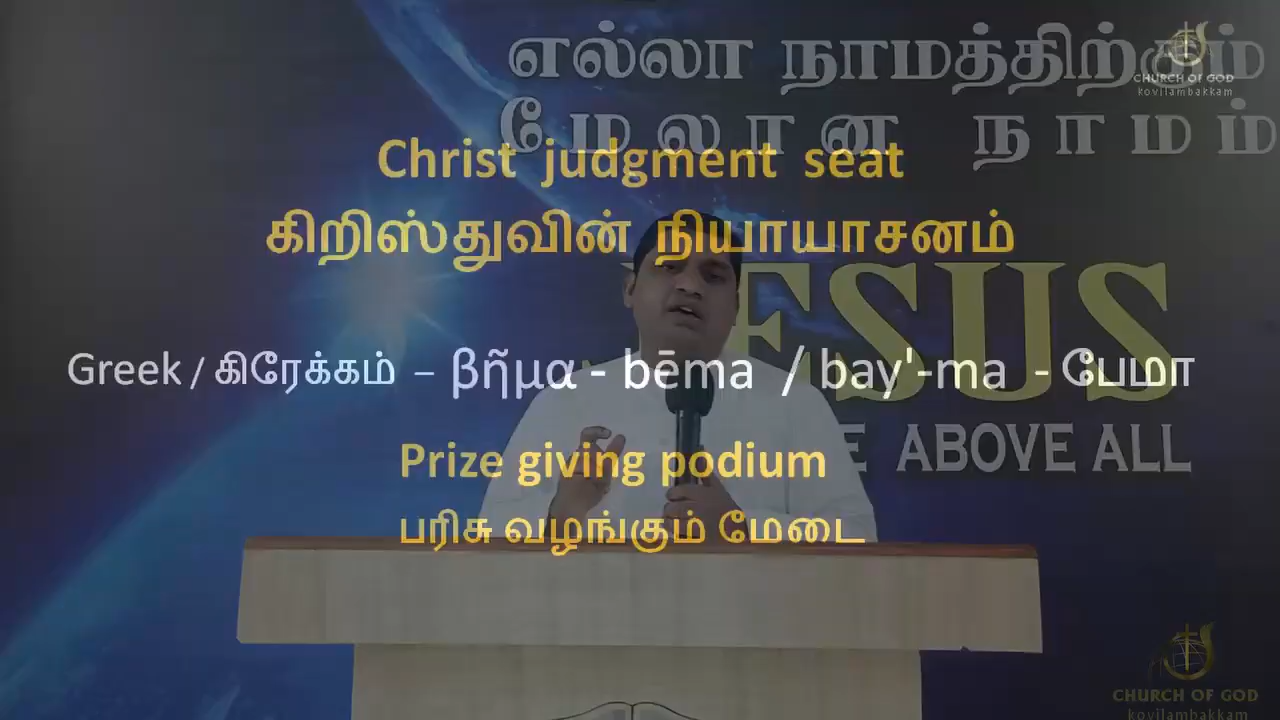 எல்லா நாமத்திற்கும்
CHURCH OF GOD
kovilambakkam
மேலான நாமம்
Christ judgment seat
கிறிஸ்துவின் நியாயாசனம்
ESUS
Greek / கிரேக்கம் – βῆμα - bēma / bay'-ma - பேமா
E ABOVE ALL
Prize giving podium
பரிசு வழங்கும் மேடை
CHURCH OF GOD
kovilambakkam